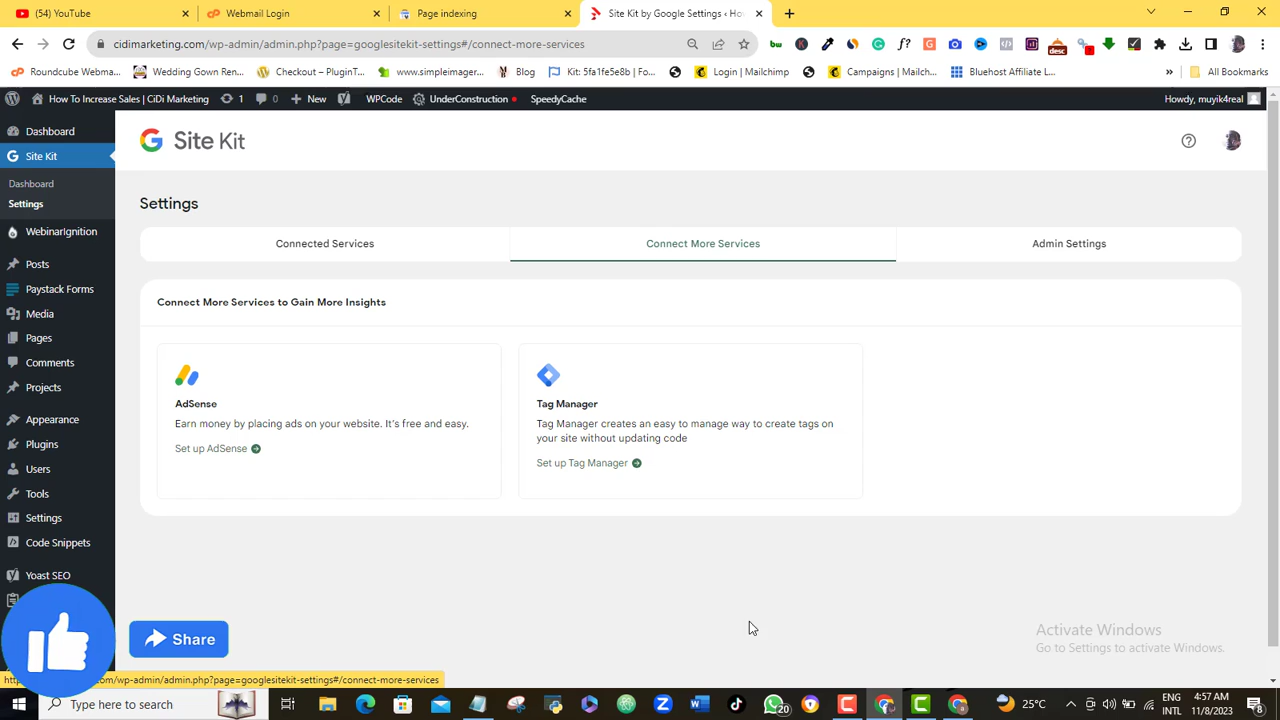 (54) YouTube
Webmail Login
Page indexing
Site Kit by Google Settings ‹ Ho
cidimarketing.com/wp-admin/admin.php?page=googlesitekit-settings#/connect-more-services
Roundcube Webma...
Wedding Gown Ren...
Checkout – PluginT...
www.simpleimager...
Blog
Kit: 5fa1fe5e8b | Fo...
Login | Mailchimp
Campaigns | Mailch...
Bluehost Affiliate L...
»
All Bookmarks
How To Increase Sales | CiDi Marketing
1
0
New
WPCode
UnderConstruction
SpeedyCache
Howdy, muyik4real
Dashboard
Site Kit
Dashboard
Settings
WebinarIgnition
Posts
Paystack Forms
Media
Pages
Comments
Projects
Appearance
Plugins
Users
Tools
Settings
Code Snippets
Yoast SEO
Site Kit
Settings
Connected Services
Connect More Services
Admin Settings
Connect More Services to Gain More Insights
AdSense
Earn money by placing ads on your website. It's free and easy.
Set up AdSense
Tag Manager
Tag Manager creates an easy to manage way to create tags on
your site without updating code
Set up Tag Manager
Share
Activate Windows
Go to Settings to activate Windows.
com/wp-admin/admin.php?page=googlesitekit-settings#/connect-more-services
Type here to search
20
25°C
ENG
INTL
4:57 AM
11/8/2023